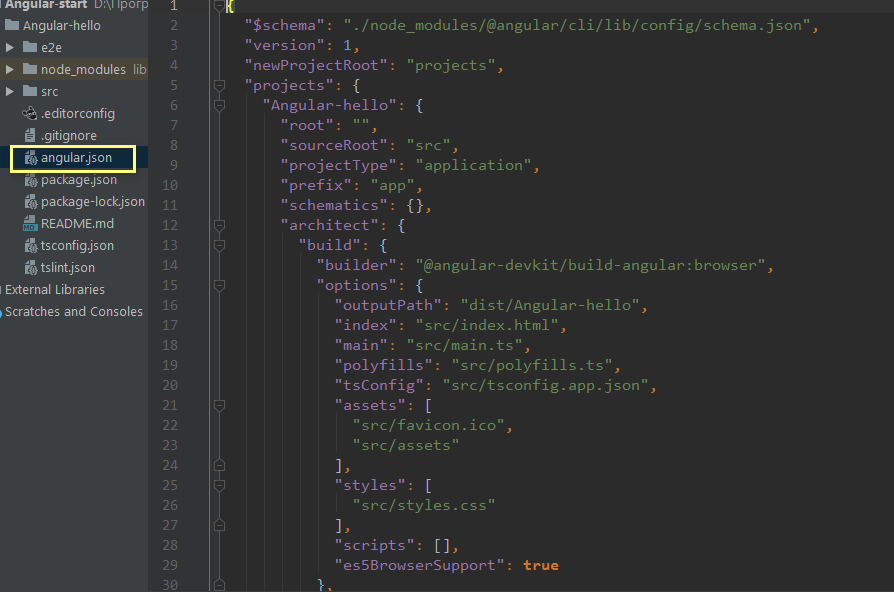 Angular-start D:\Прогр
Angular-hello
e2e
node_modules lib
src
.editorconfig
.gitignore
angular.json
package.json
package-lock.json
README.md
tsconfig.json
tslint.json
External Libraries
Scratches and Consoles
1 {
2 "$schema": "./node_modules/@angular/cli/lib/config/schema.json",
3 "version": 1,
4 "newProjectRoot": "projects",
5 "projects": {
6 "Angular-hello": {
7 "root": "",
8 "sourceRoot": "src",
9 "projectType": "application",
10 "prefix": "app",
11 "schematics": {},
12 "architect": {
13 "build": {
14 "builder": "@angular-devkit/build-angular:browser",
15 "options": {
16 "outputPath": "dist/Angular-hello",
17 "index": "src/index.html",
18 "main": "src/main.ts",
19 "polyfills": "src/polyfills.ts",
20 "tsConfig": "src/tsconfig.app.json",
21 "assets": [
22 "src/favicon.ico",
23 "src/assets"
24 ],
25 "styles": [
26 "src/styles.css"
27 ],
28 "scripts": [],
29 "es5BrowserSupport": true
30 },